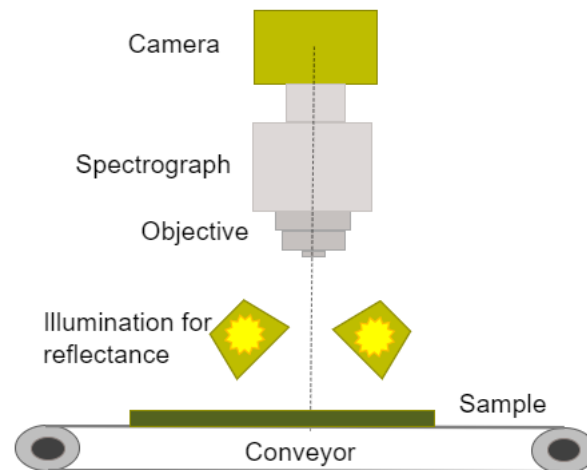 Camera
Spectrograph
Objective
Illumination for
reflectance
Sample
Conveyor